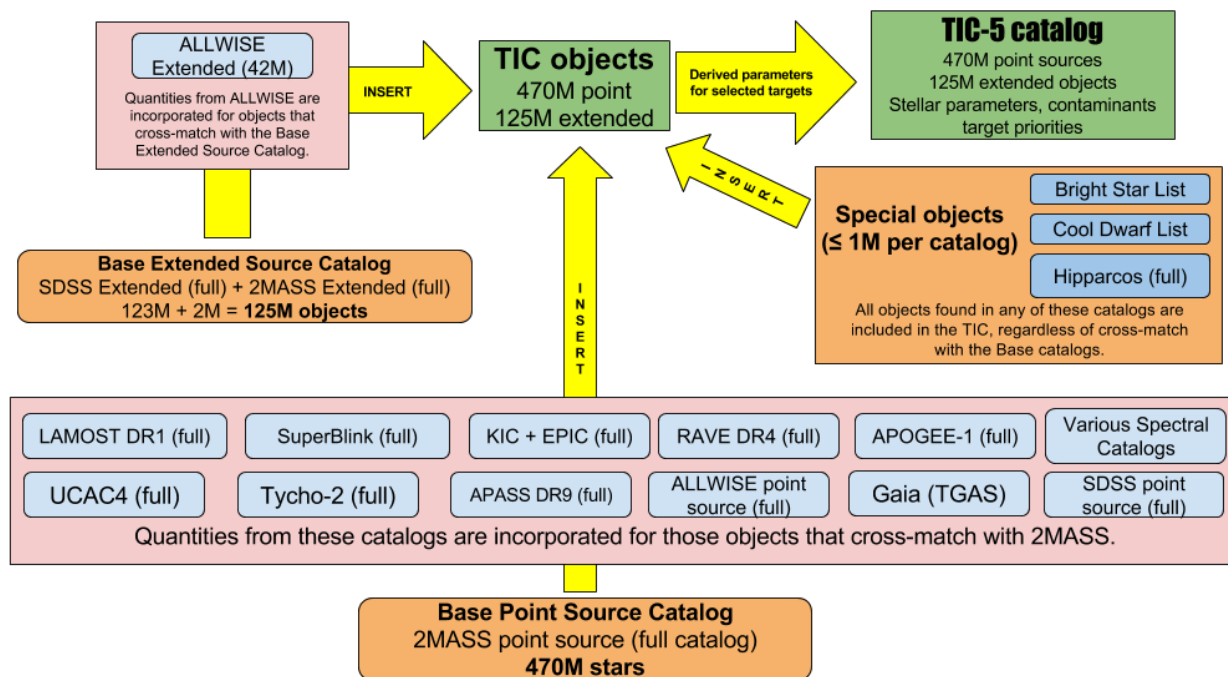 ALLWISE
Extended (42M)
Quantities from ALLWISE are
incorporated for objects that
cross-match with the Base
Extended Source Catalog.
INSERT
TIC objects
470M point
125M extended
Derived parameters
for selected targets
TIC-5 catalog
470M point sources
125M extended objects
Stellar parameters, contaminants
target priorities
INSERT
Special objects
(≤ 1M per catalog)
Bright Star List
Cool Dwarf List
Hipparcos (full)
All objects found in any of these catalogs are
included in the TIC, regardless of cross-match
with the Base catalogs.
Base Extended Source Catalog
SDSS Extended (full) + 2MASS Extended (full)
123M + 2M = 125M objects
INSERT
LAMOST DR1 (full)
SuperBlink (full)
KIC + EPIC (full)
RAVE DR4 (full)
APOGEE-1 (full)
Various Spectral
Catalogs
UCAC4 (full)
Tycho-2 (full)
APASS DR9 (full)
ALLWISE point
source (full)
Gaia (TGAS)
SDSS point
source (full)
Quantities from these catalogs are incorporated for those objects that cross-match with 2MASS.
Base Point Source Catalog
2MASS point source (full catalog)
470M stars